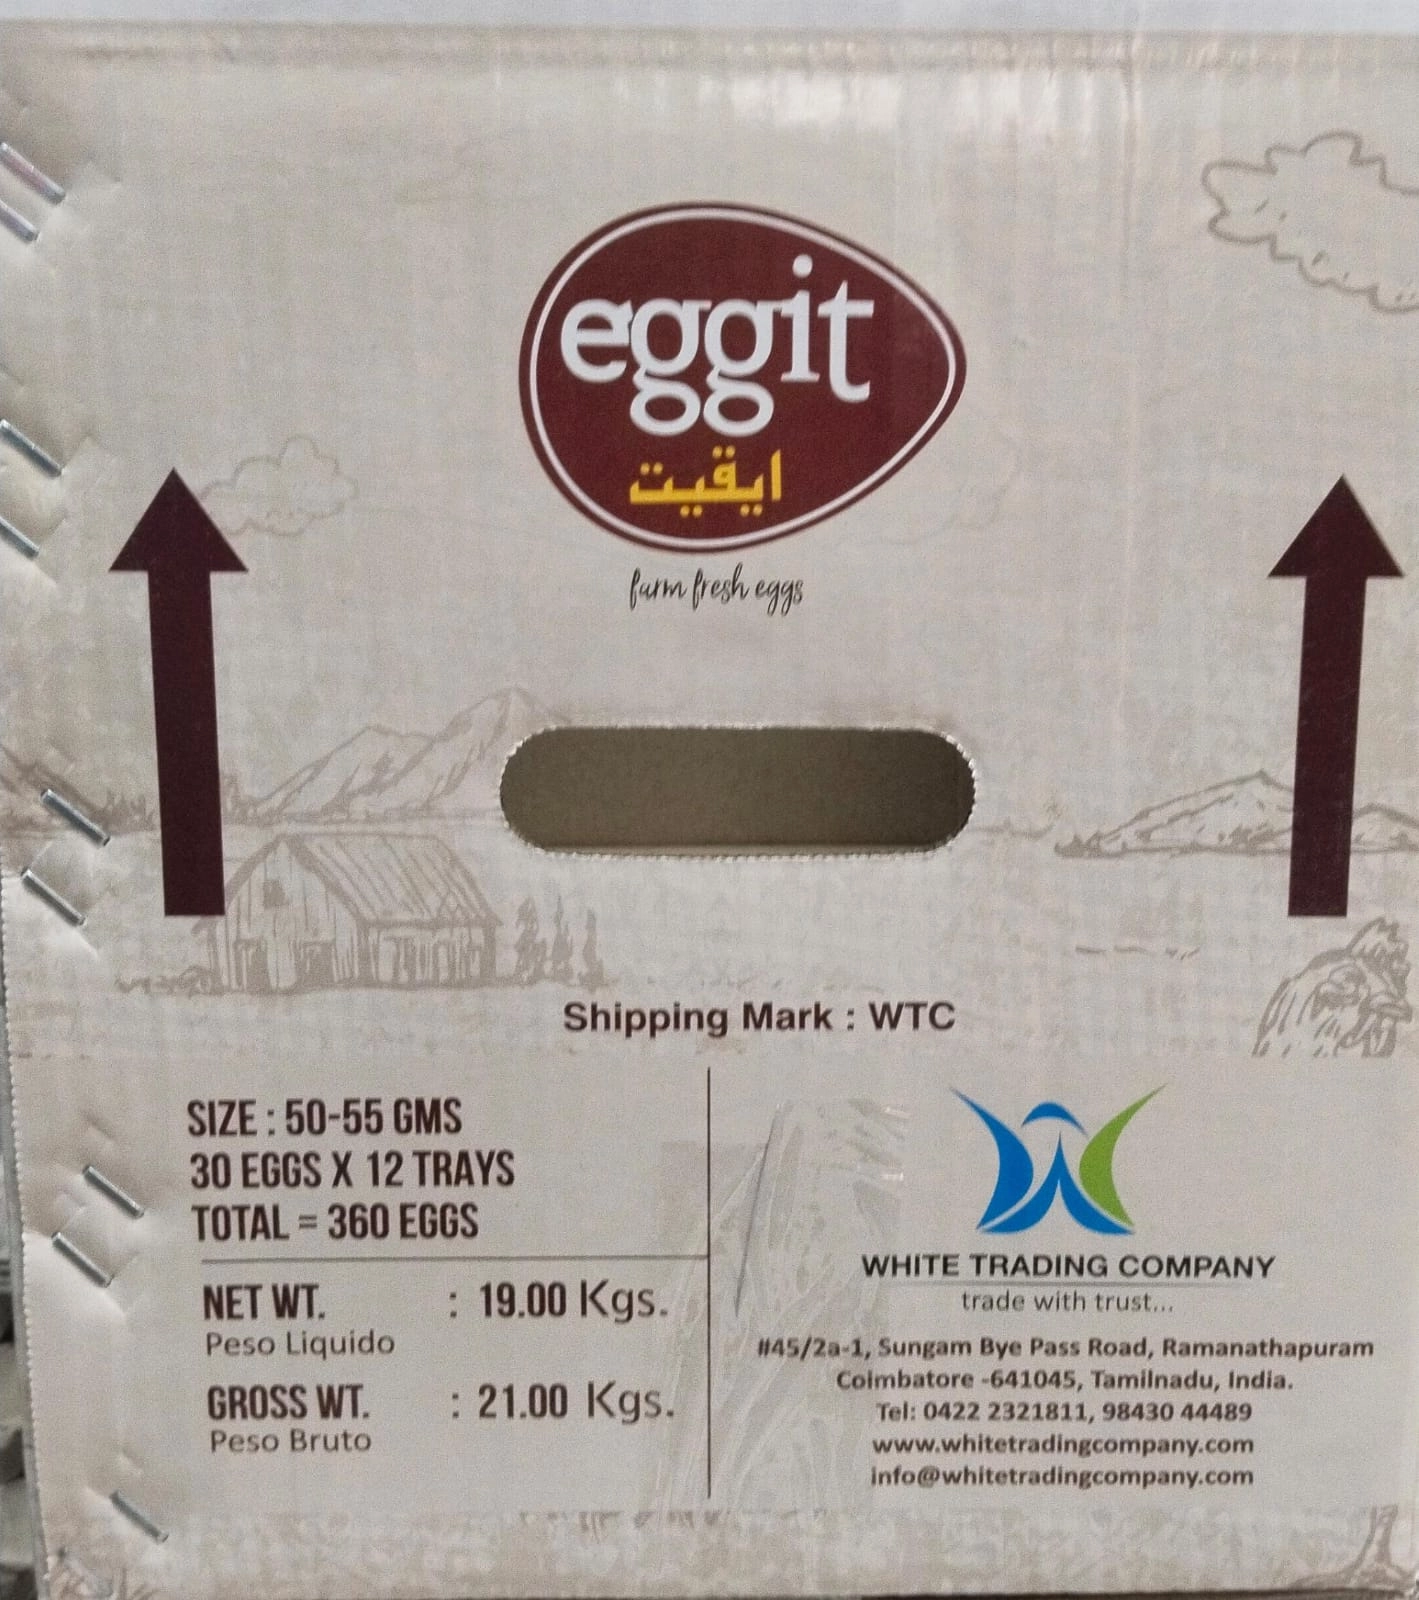 eggit
ايقيت
farm fresh eggs
Shipping Mark : WTC
SIZE : 50-55 GMS
30 EGGS X 12 TRAYS
TOTAL = 360 EGGS
NET WT. : 19.00 Kgs.
Peso Liquido
GROSS WT. : 21.00 Kgs.
Peso Bruto
WHITE TRADING COMPANY
trade with trust...
#45/2a-1, Sungam Bye Pass Road, Ramanathapuram
Coimbatore -641045, Tamilnadu, India.
Tel: 0422 2321811, 98430 44489
www.whitetradingcompany.com
info@whitetradingcompany.com